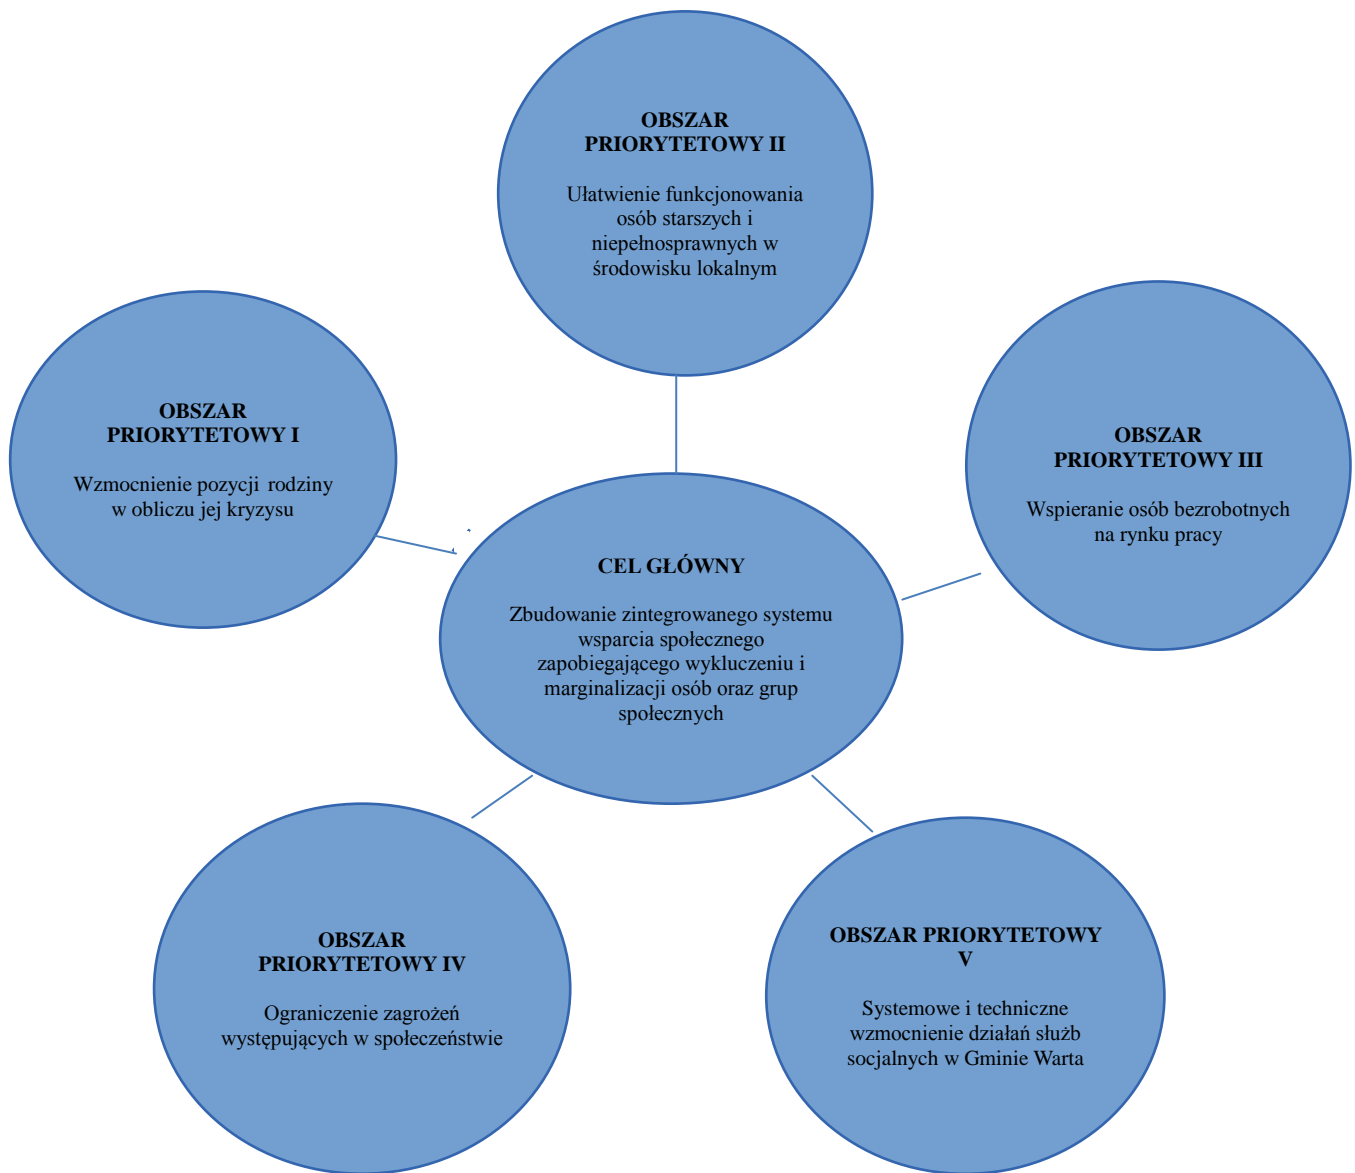 OBSZAR
PRIORYTETOWY II
Ułatwienie funkcjonowania
osób starszych i
niepełnosprawnych w
środowisku lokalnym
OBSZAR
PRIORYTETOWY I
Wzmocnienie pozycji rodziny
w obliczu jej kryzysu
OBSZAR
PRIORYTETOWY III
Wspieranie osób bezrobotnych
na rynku pracy
CEL GŁÓWNY
Zbudowanie zintegrowanego systemu
wsparcia społecznego
zapobiegającego wykluczeniu i
marginalizacji osób oraz grup
społecznych
OBSZAR
PRIORYTETOWY IV
Ograniczenie zagrożeń
występujących w społeczeństwie
OBSZAR PRIORYTETOWY
V
Systemowe i techniczne
wzmocnienie działań służb
socjalnych w Gminie Warta